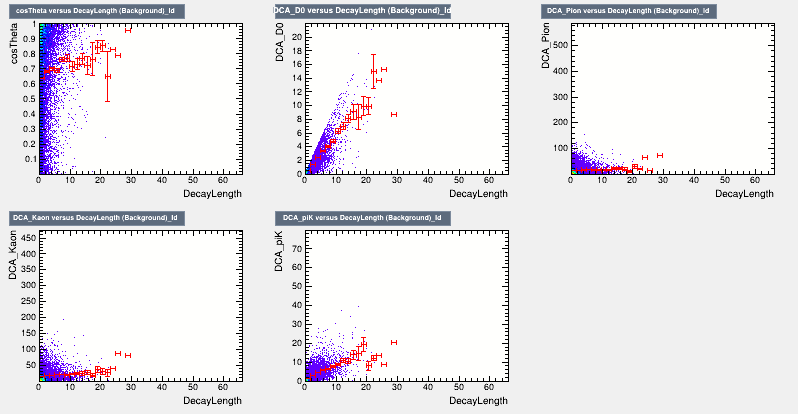 cosTheta versus DecayLength (Background)_Id
cosTheta
1
0.9
0.8
0.7
0.6
0.5
0.4
0.3
0.2
0.1
0 10 20 30 40 50 60
DecayLength
DCA_D0 versus DecayLength (Background)_Id
DCA_D0
20
18
16
14
12
10
8
6
4
2
0
0 10 20 30 40 50 60
DecayLength
DCA_Pion versus DecayLength (Background)_Id
DCA_Pion
500
400
300
200
100
0 10 20 30 40 50 60
DecayLength
DCA_Kaon versus DecayLength (Background)_Id
DCA_Kaon
450
400
350
300
250
200
150
100
50
0 10 20 30 40 50 60
DecayLength
DCA_piK versus DecayLength (Background)_Id
DCA_piK
70
60
50
40
30
20
10
0
0 10 20 30 40 50 60
DecayLength